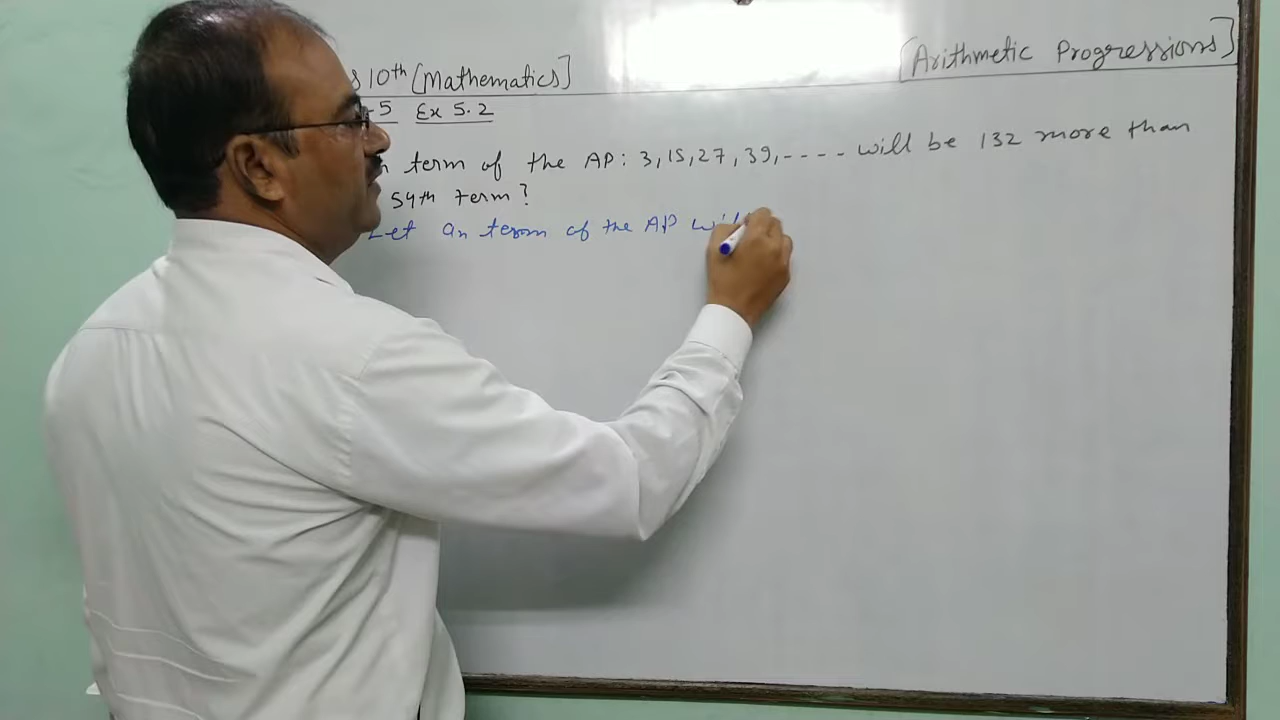 10th [Mathematics]
[Arithmetic Progressions]
-5 Ex 5.2
term of the AP: 3, 15, 27, 39, ---- will be 132 more than
54th term?
Let an term of the AP will